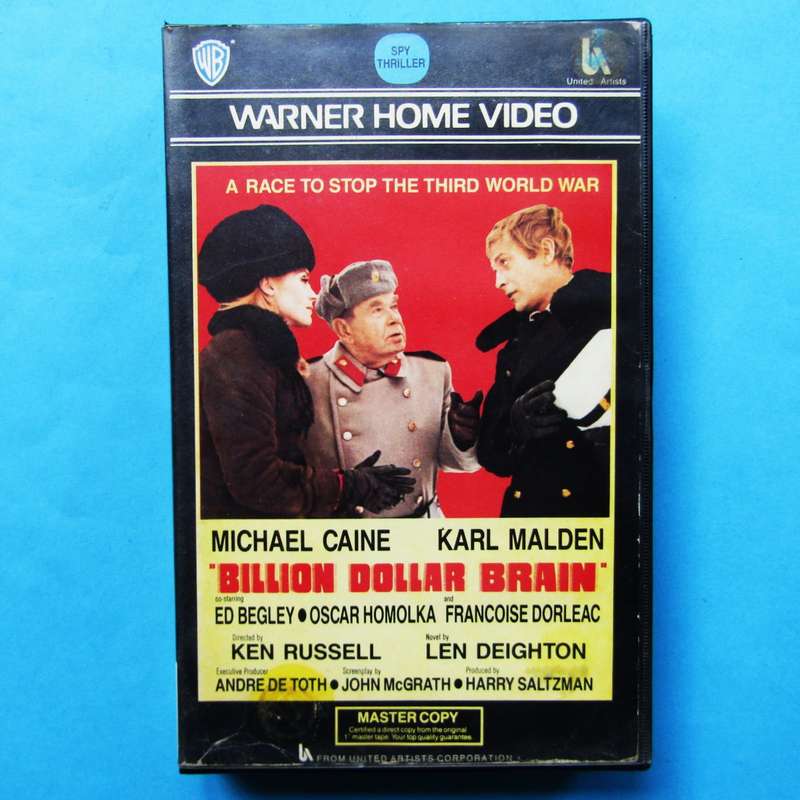 WB
SPY
THRILLER
United Artists
WARNER HOME VIDEO
A RACE TO STOP THE THIRD WORLD WAR
MICHAEL CAINE KARL MALDEN
"BILLION DOLLAR BRAIN"
co-starring and
ED BEGLEY • OSCAR HOMOLKA FRANCOISE DORLEAC
Directed by Novel by
KEN RUSSELL LEN DEIGHTON
Executive Producer Screenplay by Produced by
ANDRE DE TOTH • JOHN McGRATH • HARRY SALTZMAN
MASTER COPY
Certified a direct copy from the original
1" master tape. Your top quality guarantee.
FROM UNITED ARTISTS CORPORATION